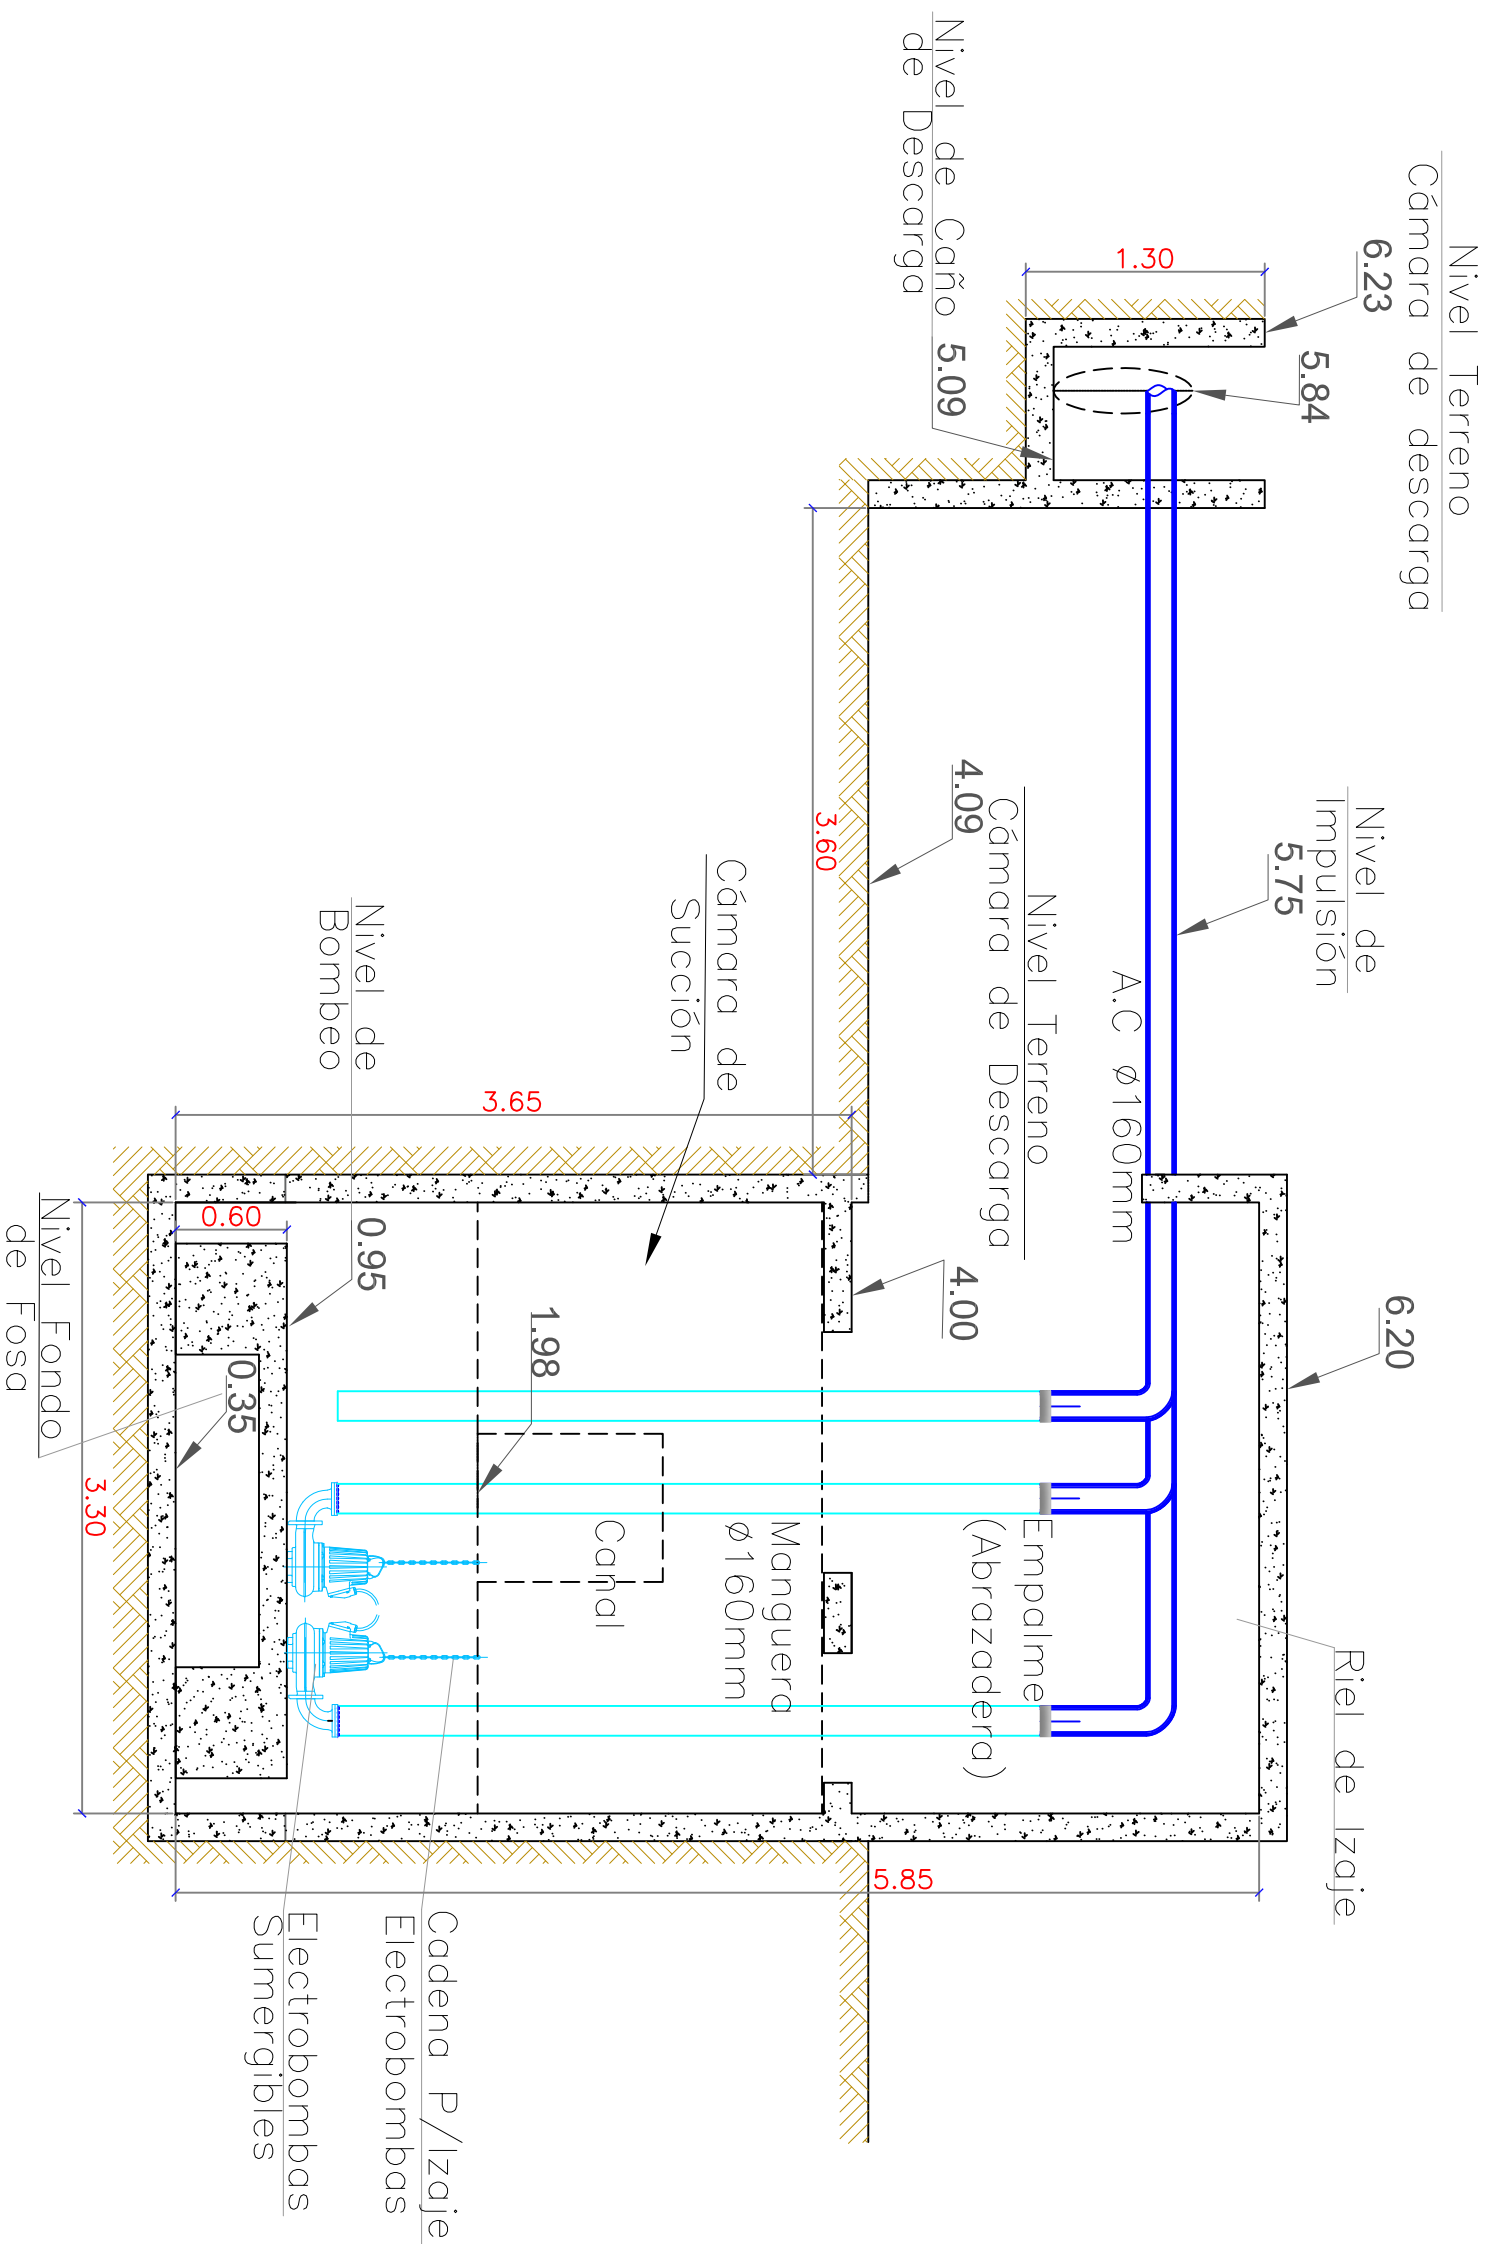 Nivel Terreno
Cámara de descarga
6.23
5.84
1.30
Nivel de Caño
de Descarga
5.09
Nivel de
Impulsión
5.75
A.C Ø160mm
Nivel Terreno
Cámara de Descarga
4.09
3.60
6.20
4.00
Riel de Izaje
Empalme
(Abrazadera)
Manguera
Ø160mm
Canal
1.98
Cámara de
Succión
3.65
Nivel de
Bombeo
0.95
0.60
0.35
Nivel Fondo
de Fosa
3.30
5.85
Cadena P/Izaje
Electrobombas
Electrobombas
Sumergibles